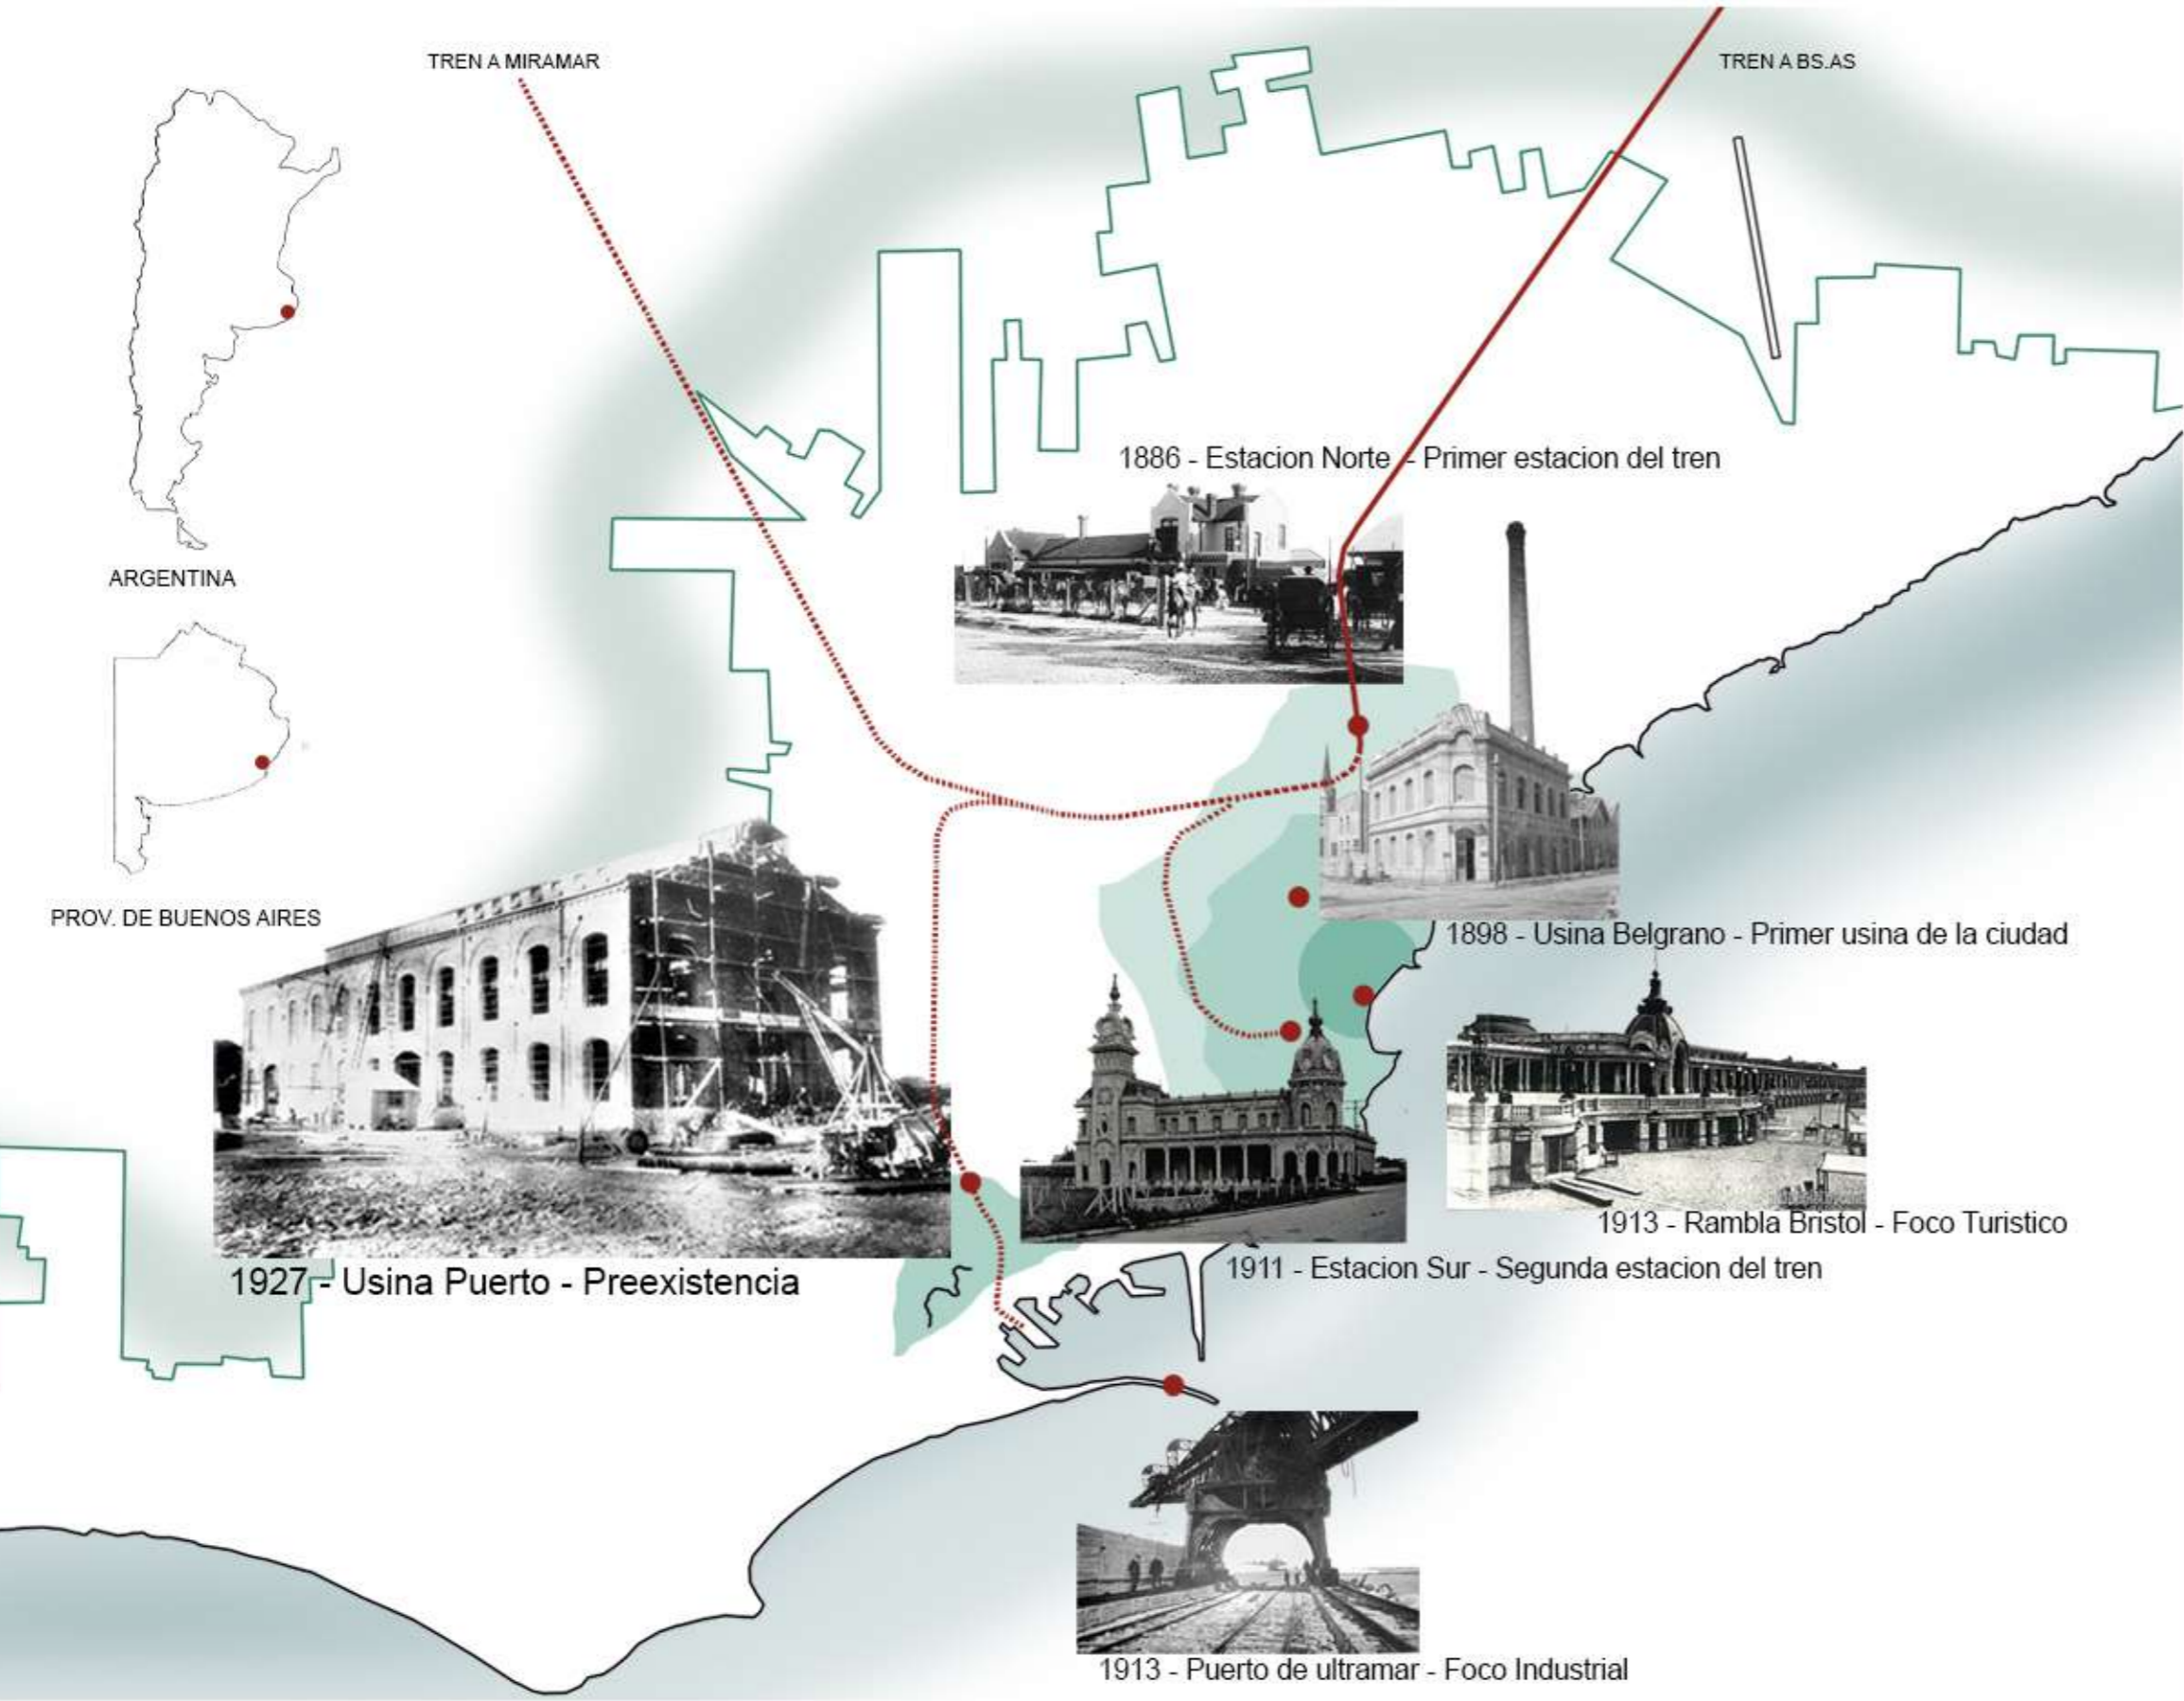 TREN A MIRAMAR
TREN A BS.AS
1886 - Estacion Norte - Primer estacion del tren
ARGENTINA
PROV. DE BUENOS AIRES
1898 - Usina Belgrano - Primer usina de la ciudad
1913 - Rambla Bristol - Foco Turistico
1911 - Estacion Sur - Segunda estacion del tren
1927 - Usina Puerto - Preexistencia
1913 - Puerto de ultramar - Foco Industrial